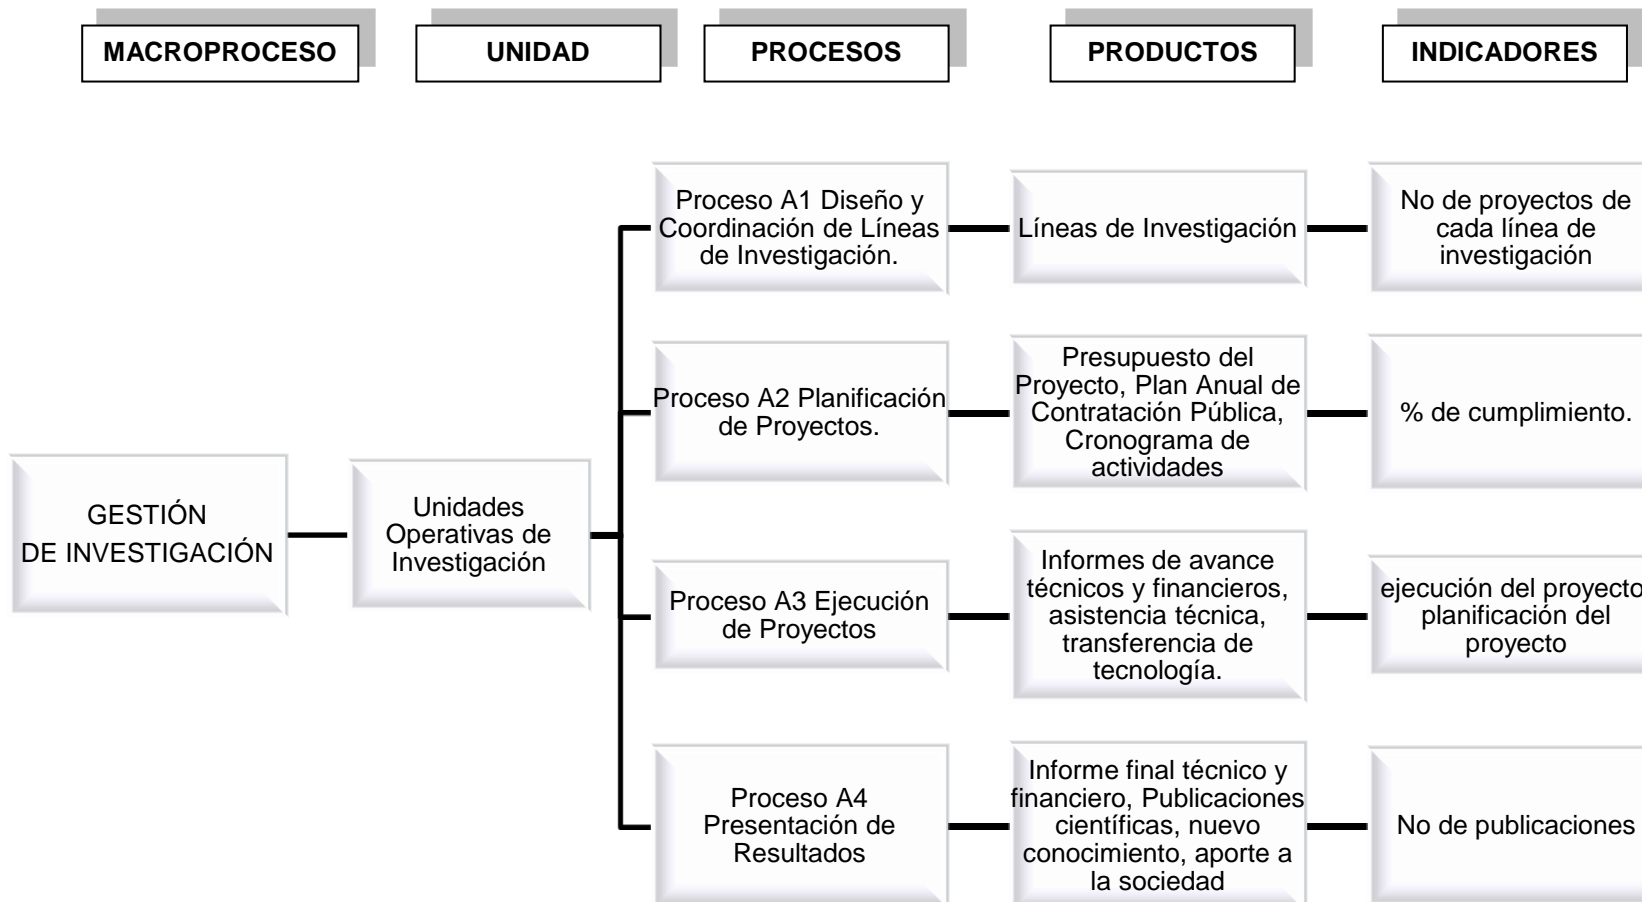 MACROPROCESO
UNIDAD
PROCESOS
PRODUCTOS
INDICADORES
GESTIÓN
DE INVESTIGACIÓN
Unidades
Operativas de
Investigación
Proceso A1 Diseño y
Coordinación de Líneas
de Investigación.
Líneas de Investigación
No de proyectos de
cada línea de
investigación
Proceso A2 Planificación
de Proyectos.
Presupuesto del
Proyecto, Plan Anual de
Contratación Pública,
Cronograma de
actividades
% de cumplimiento.
Proceso A3 Ejecución
de Proyectos
Informes de avance
técnicos y financieros,
asistencia técnica,
transferencia de
tecnología.
ejecución del proyecto
planificación del
proyecto
Proceso A4
Presentación de
Resultados
Informe final técnico y
financiero, Publicaciones
científicas, nuevo
conocimiento, aporte a
la sociedad
No de publicaciones